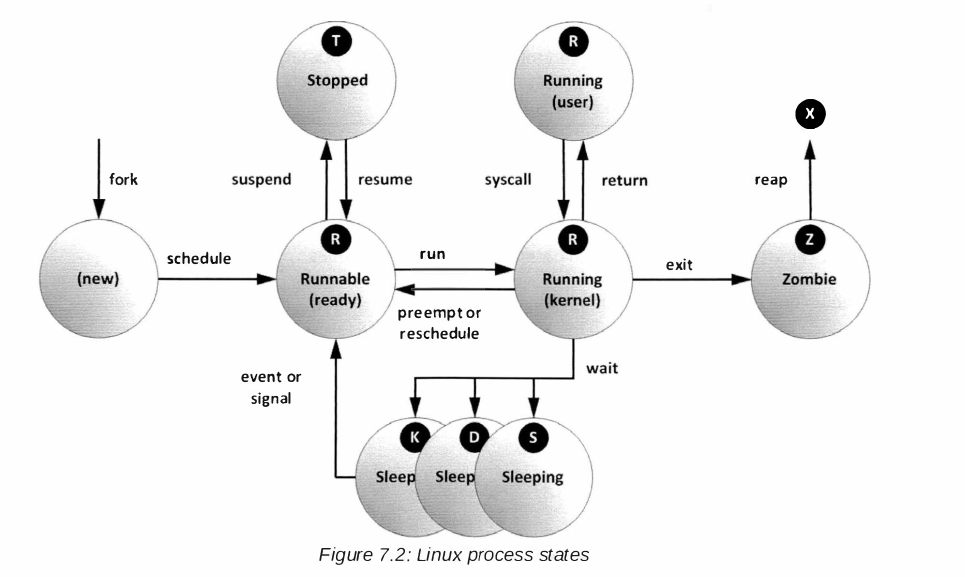 T
Stopped
R
Running
(user)
X
fork
suspend
resume
syscall
return
reap
(new)
schedule
R
Runnable
(ready)
run
preempt or
reschedule
R
Running
(kernel)
exit
Z
Zombie
wait
event or
signal
K
Sleep
D
Sleep
S
Sleeping
Figure 7.2: Linux process states